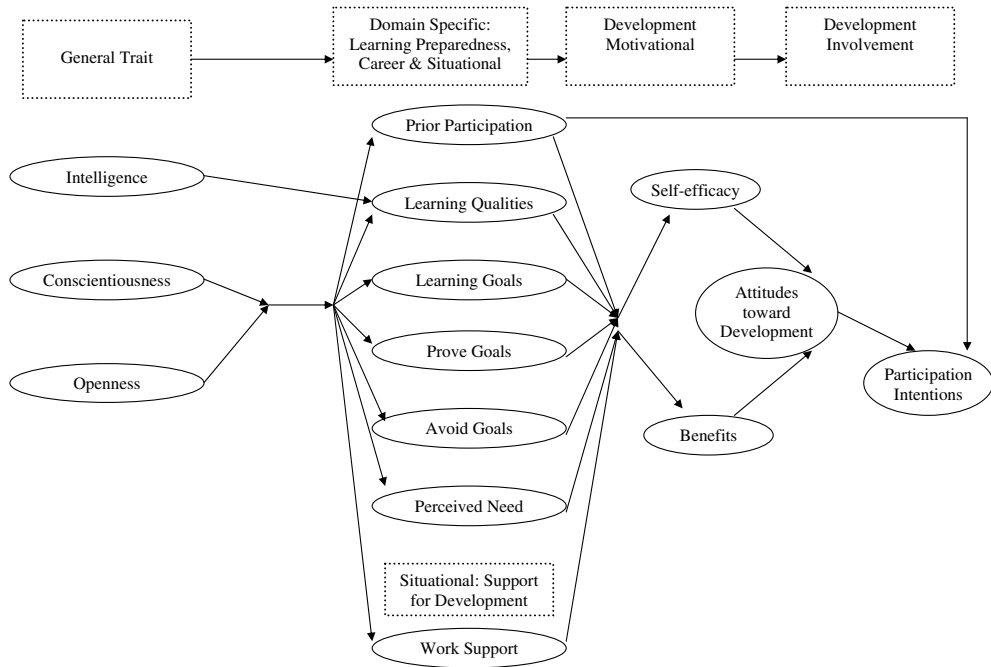 General Trait
Domain Specific:
Learning Preparedness,
Career & Situational
Development
Motivational
Development
Involvement
Prior Participation
Intelligence
Learning Qualities
Self-efficacy
Conscientiousness
Learning Goals
Attitudes
toward
Development
Prove Goals
Openness
Participation
Intentions
Avoid Goals
Benefits
Perceived Need
Situational: Support
for Development
Work Support